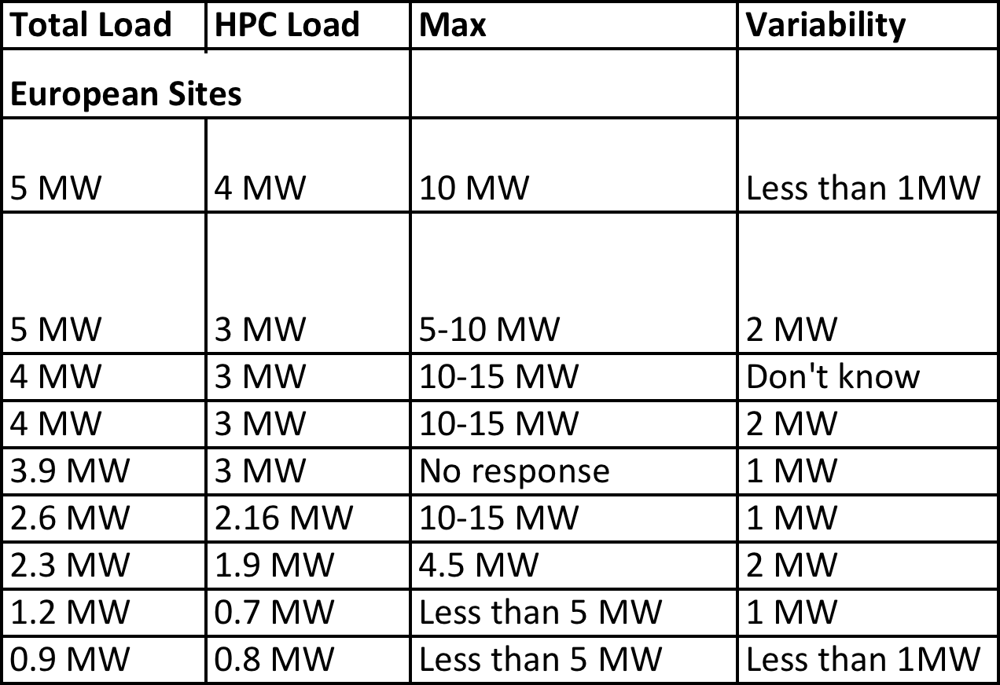 Total Load HPC Load Max Variability
European Sites
5 MW 4 MW 10 MW Less than 1MW
5 MW 3 MW 5-10 MW 2 MW
4 MW 3 MW 10-15 MW Don't know
4 MW 3 MW 10-15 MW 2 MW
3.9 MW 3 MW No response 1 MW
2.6 MW 2.16 MW 10-15 MW 1 MW
2.3 MW 1.9 MW 4.5 MW 2 MW
1.2 MW 0.7 MW Less than 5 MW 1 MW
0.9 MW 0.8 MW Less than 5 MW Less than 1MW